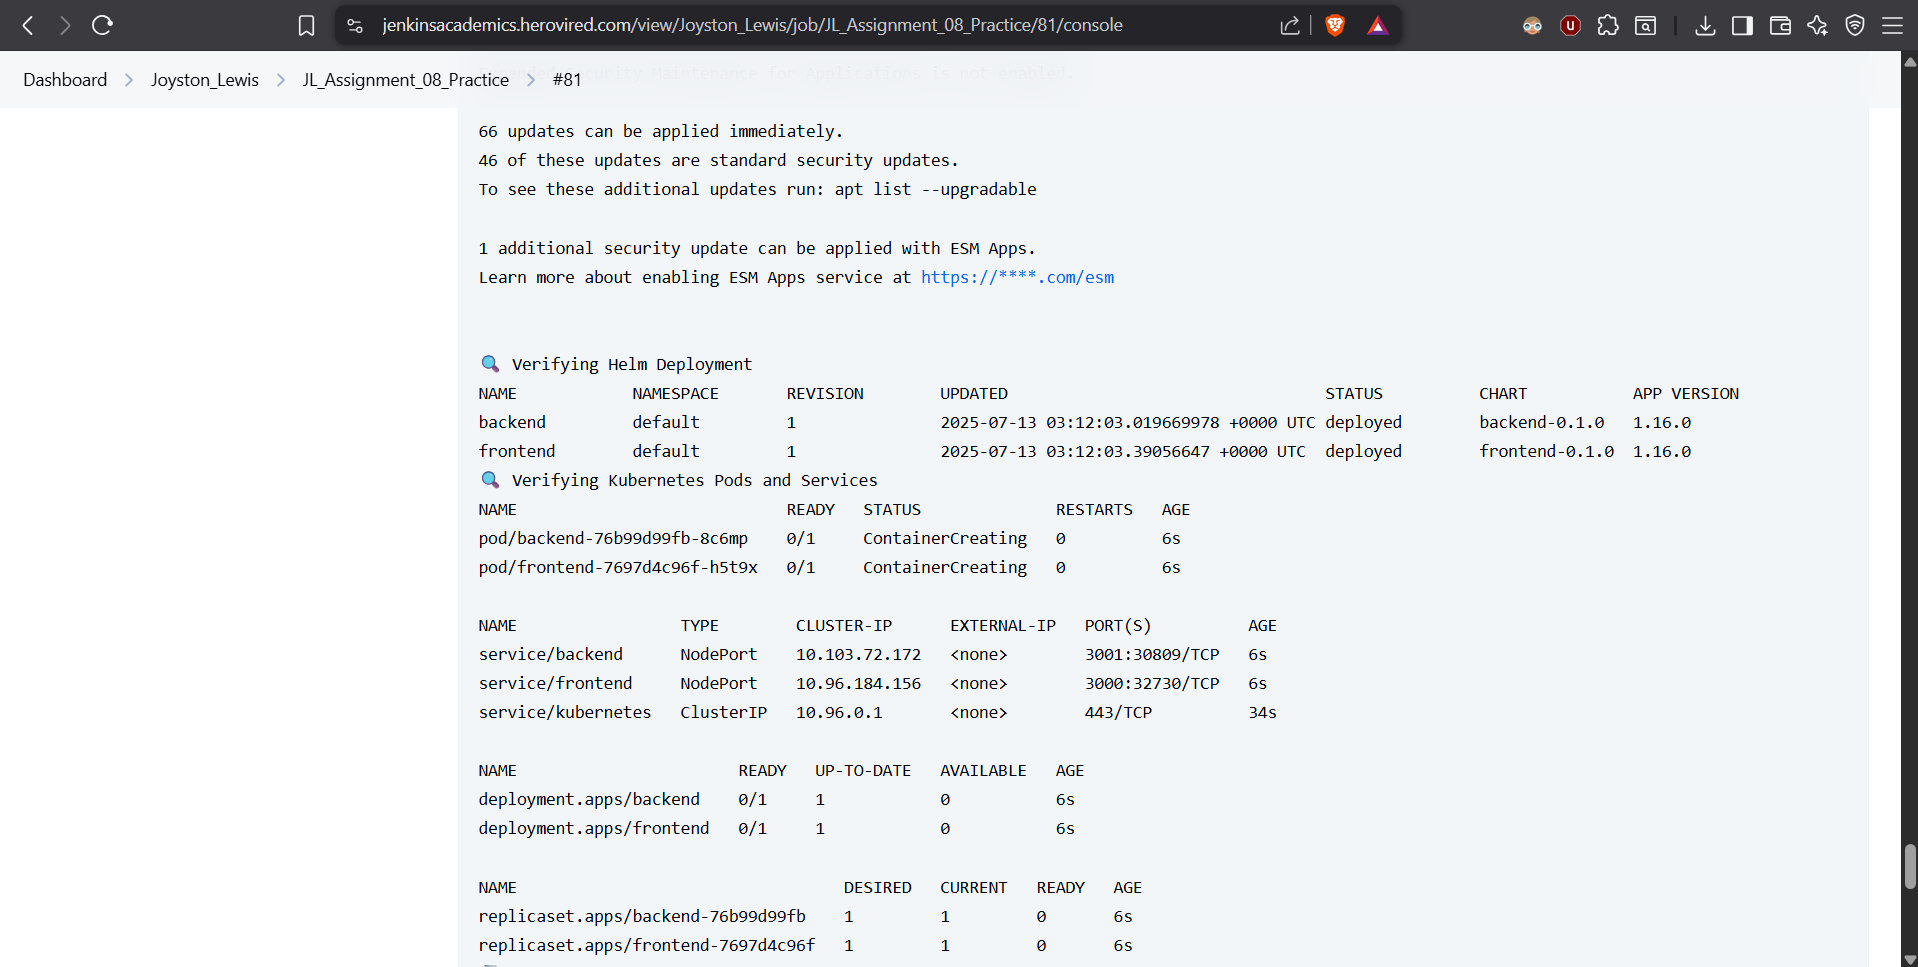 jenkinsacademics.herovired.com/view/Joyston_Lewis/job/JL_Assignment_08_Practice/81/console
Dashboard > Joyston_Lewis > JL_Assignment_08_Practice > #81
Expanded Security Maintenance for Applications is not enabled.
66 updates can be applied immediately.
46 of these updates are standard security updates.
To see these additional updates run: apt list --upgradable
1 additional security update can be applied with ESM Apps.
Learn more about enabling ESM Apps service at https://****.com/esm
🔍 Verifying Helm Deployment
NAME NAMESPACE REVISION UPDATED STATUS CHART APP VERSION
backend default 1 2025-07-13 03:12:03.019669978 +0000 UTC deployed backend-0.1.0 1.16.0
frontend default 1 2025-07-13 03:12:03.39056647 +0000 UTC deployed frontend-0.1.0 1.16.0
🔍 Verifying Kubernetes Pods and Services
NAME READY STATUS RESTARTS AGE
pod/backend-76b99d99fb-8c6mp 0/1 ContainerCreating 0 6s
pod/frontend-7697d4c96f-h5t9x 0/1 ContainerCreating 0 6s
NAME TYPE CLUSTER-IP EXTERNAL-IP PORT(S) AGE
service/backend NodePort 10.103.72.172 <none> 3001:30809/TCP 6s
service/frontend NodePort 10.96.184.156 <none> 3000:32730/TCP 6s
service/kubernetes ClusterIP 10.96.0.1 <none> 443/TCP 34s
NAME READY UP-TO-DATE AVAILABLE AGE
deployment.apps/backend 0/1 1 0 6s
deployment.apps/frontend 0/1 1 0 6s
NAME DESIRED CURRENT READY AGE
replicaset.apps/backend-76b99d99fb 1 1 0 6s
replicaset.apps/frontend-7697d4c96f 1 1 0 6s